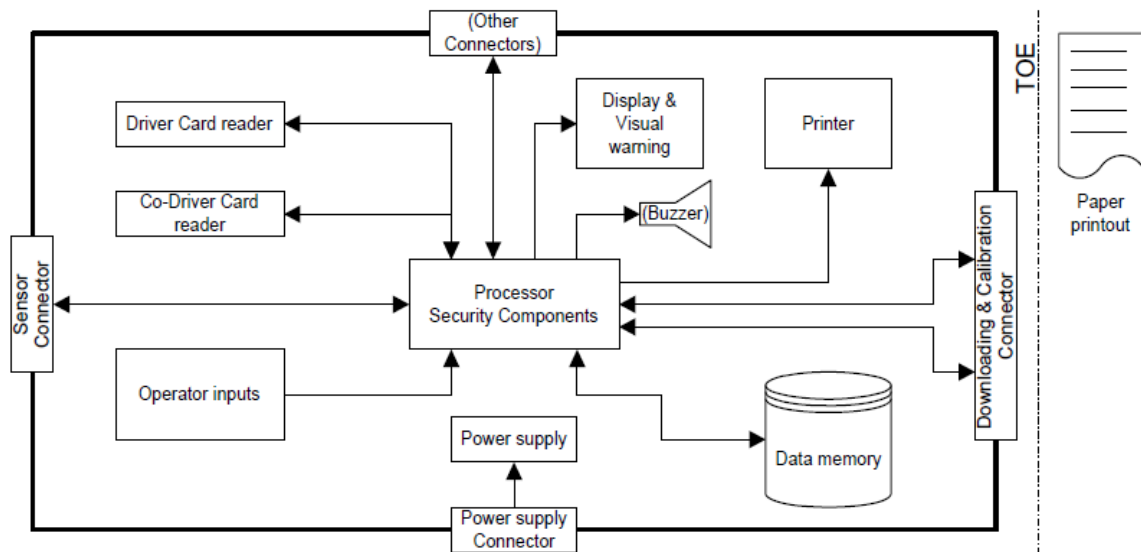 (Other
Connectors)
TOE
Driver Card reader
Display &
Visual
warning
Printer
Co-Driver Card
reader
(Buzzer)
Paper
printout
Sensor
Connector
Processor
Security Components
Downloading & Calibration
Connector
Operator inputs
Power supply
Data memory
Power supply
Connector